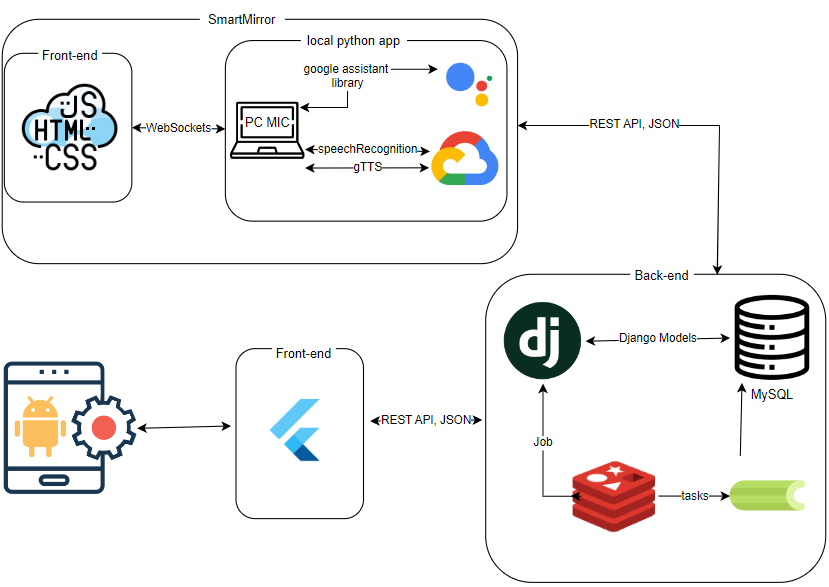 SmartMirror
Front-end
JS
HTML
CSS
WebSockets
local python app
google assistant
library
PC MIC
speechRecognition
gTTS
REST API, JSON
Back-end
dj
Django Models
MySQL
Job
tasks
Front-end
REST API, JSON